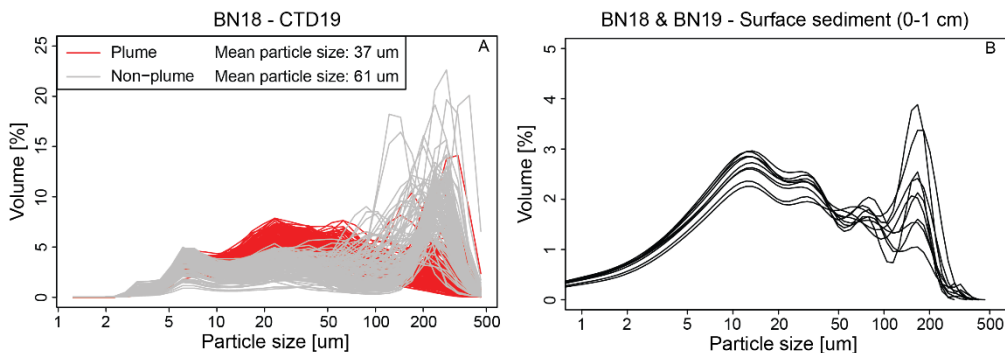 BN18 - CTD19
A
Plume Mean particle size: 37 um
Non-plume Mean particle size: 61 um
Volume [%]
25
20
15
10
5
0
1 2 5 10 20 50 100 200 500
Particle size [um]
BN18 & BN19 - Surface sediment (0-1 cm)
B
Volume [%]
5
4
3
2
1
0
1 2 5 10 20 50 100 200 500
Particle size [um]